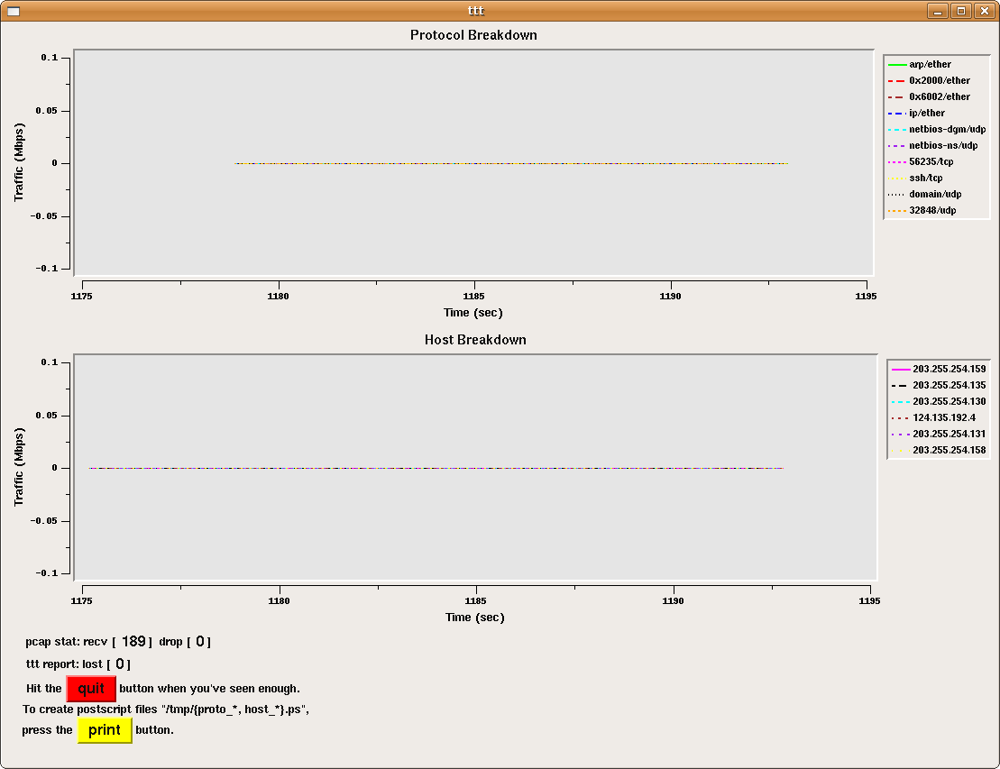 ttt
Protocol Breakdown
0.1
0.05
0
-0.05
-0.1
Traffic (Mbps)
1175 1180 1185 1190 1195
Time (sec)
arp/ether
0x2000/ether
0x6002/ether
ip/ether
netbios-dgm/udp
netbios-ns/udp
56235/tcp
ssh/tcp
domain/udp
32848/udp
Host Breakdown
0.1
0.05
0
-0.05
-0.1
Traffic (Mbps)
1175 1180 1185 1190 1195
Time (sec)
203.255.254.159
203.255.254.135
203.255.254.130
124.135.192.4
203.255.254.131
203.255.254.158
pcap stat: recv [ 189 ] drop [ 0 ]
ttt report: lost [ 0 ]
Hit the quit button when you've seen enough.
To create postscript files "/tmp/{proto_*, host_*}.ps",
press the print button.